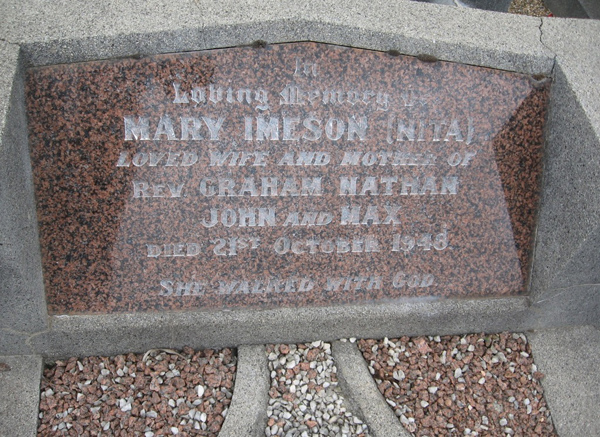 In
Loving Memory of
MARY IMESON (NITA)
LOVED WIFE AND MOTHER OF
REV. GRAHAM NATHAN
JOHN AND MAX
DIED 21ST OCTOBER 1948
SHE WALKED WITH GOD